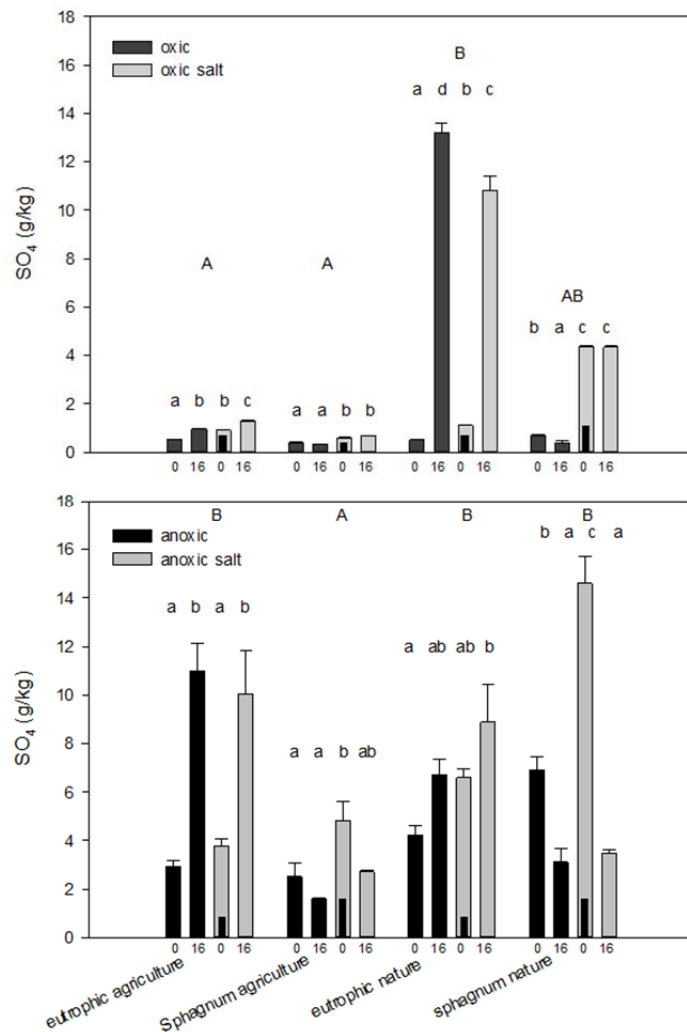 18
oxic
oxic salt
B
16
a d b c
14
12
10
SO4 (g/kg)
A A
8
AB
6
b a c c
4
a b b c
a a b b
2
0
0 16 0 16 0 16 0 16 0 16 0 16 0 16 0 16
18
B A B B
anoxic
anoxic salt
b a c a
16
14
a b a b
12
a ab ab b
10
SO4 (g/kg)
8
a a b ab
6
4
2
0
0 16 0 16 0 16 0 16 0 16 0 16 0 16 0 16
eutrophic agriculture
Sphagnum agriculture
eutrophic nature
sphagnum nature